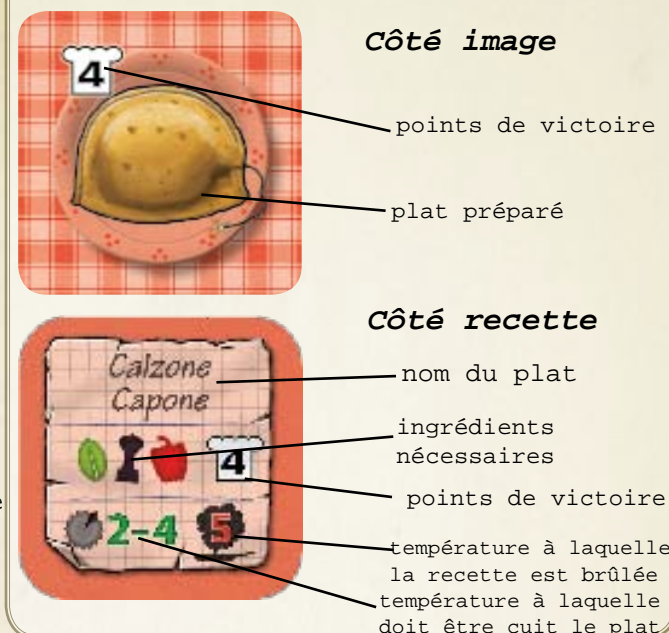 Côté image
4
points de victoire
plat préparé
Côté recette
Calzone
Capone
nom du plat
ingrédients
nécessaires
4
points de victoire
2-4 5
température à laquelle
la recette est brûlée
température à laquelle
doit être cuit le plat
e